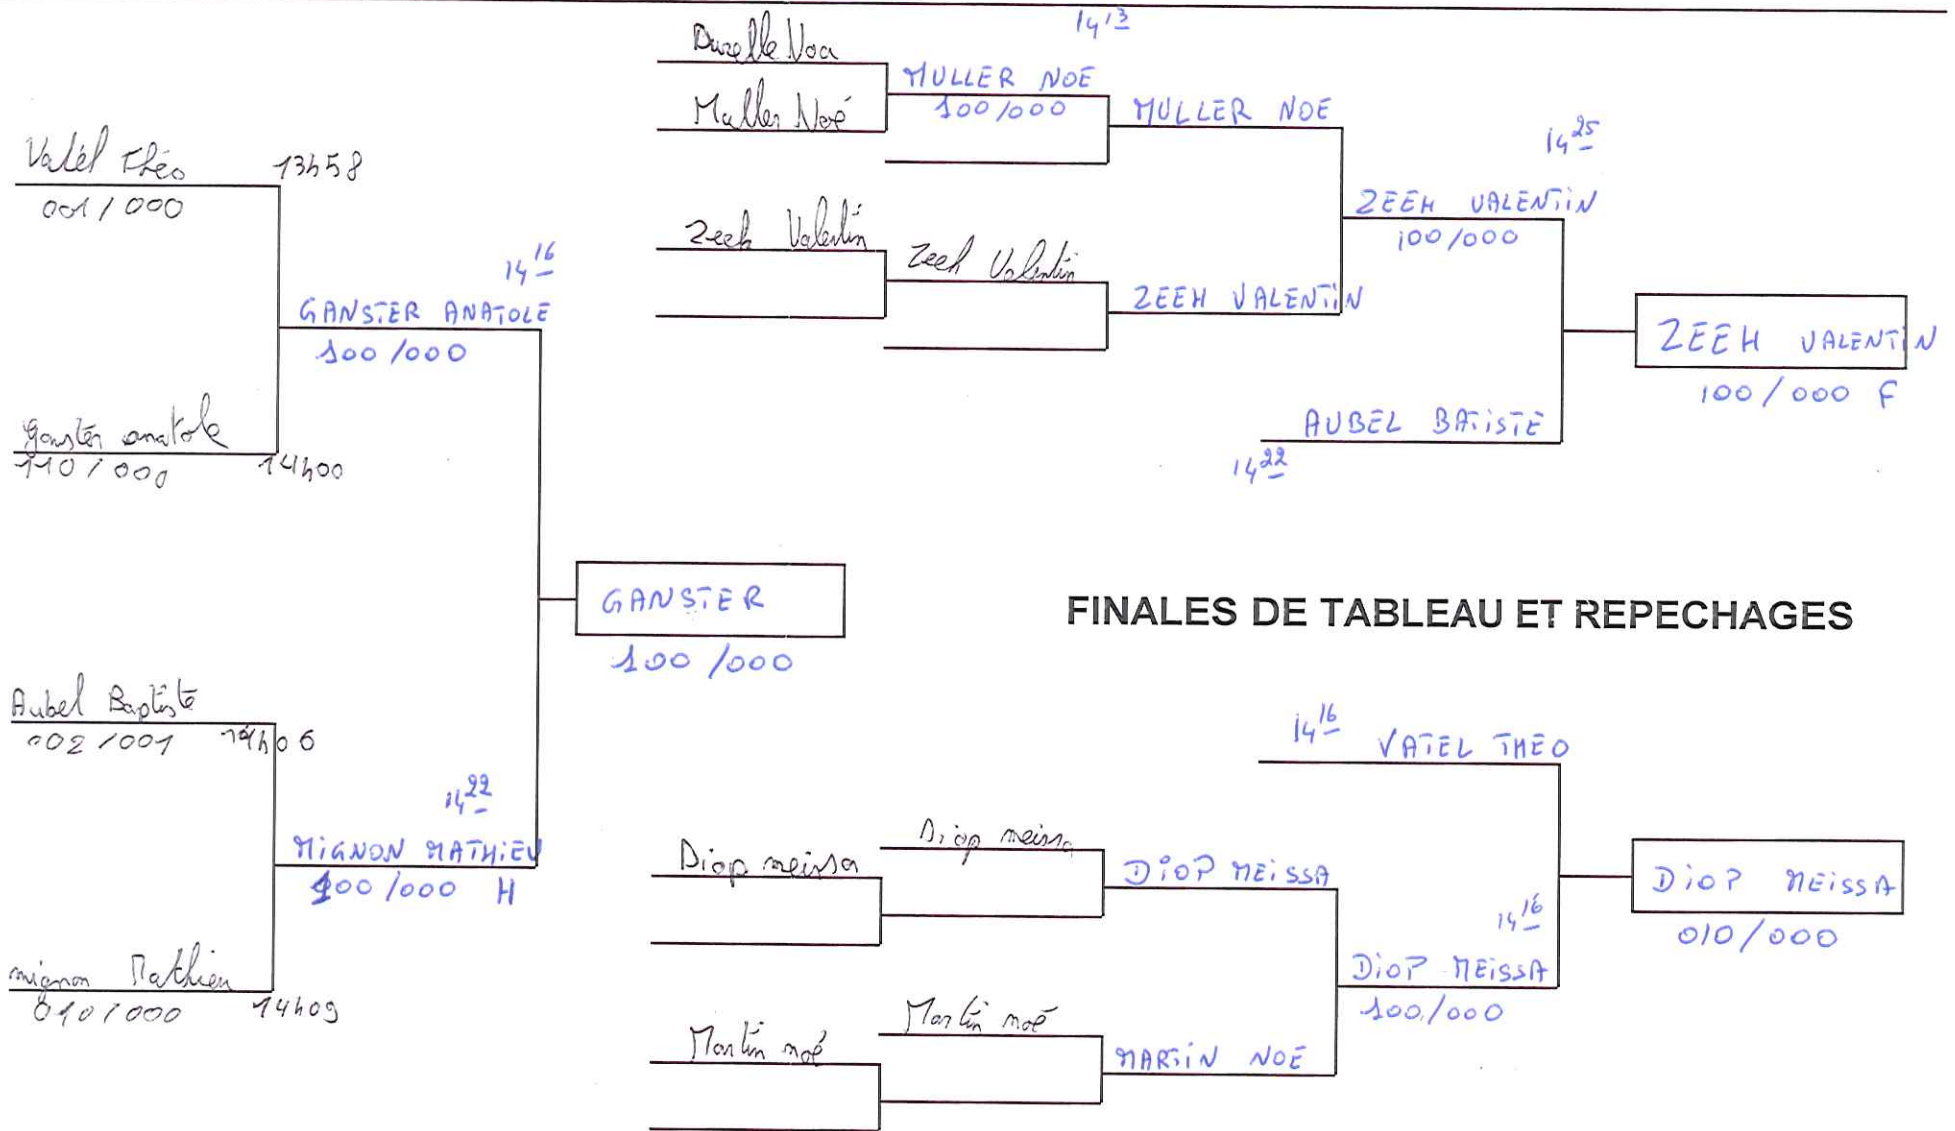 Valél Théo
13h58
001/000
14 16
GANSTER ANATOLE
100/000
Ganster anatole
110/000
14h00
GANSTER
100/000
Aubel Baptiste
002/001
14h06
14 22
MIGNON MATHIEU
100/000 H
mignon Mathieu
010/000
14h09
14 13
Noa
Muller Noé
MULLER NOE
100/000
MULLER NOE
Zeeh Valentin
Zeeh Valentin
ZEEH VALENTIN
14 25
ZEEH VALENTIN
100/000
AUBEL BATISTE
14 22
ZEEH VALENTIN
100/000 F
FINALES DE TABLEAU ET REPECHAGES
14 16
VATEL THEO
Diop meissa
Diop meissa
DIOP MEISSA
14 16
DIOP MEISSA
100/000
Martin noé
Martin noé
MARTIN NOE
DIOP MEISSA
010/000